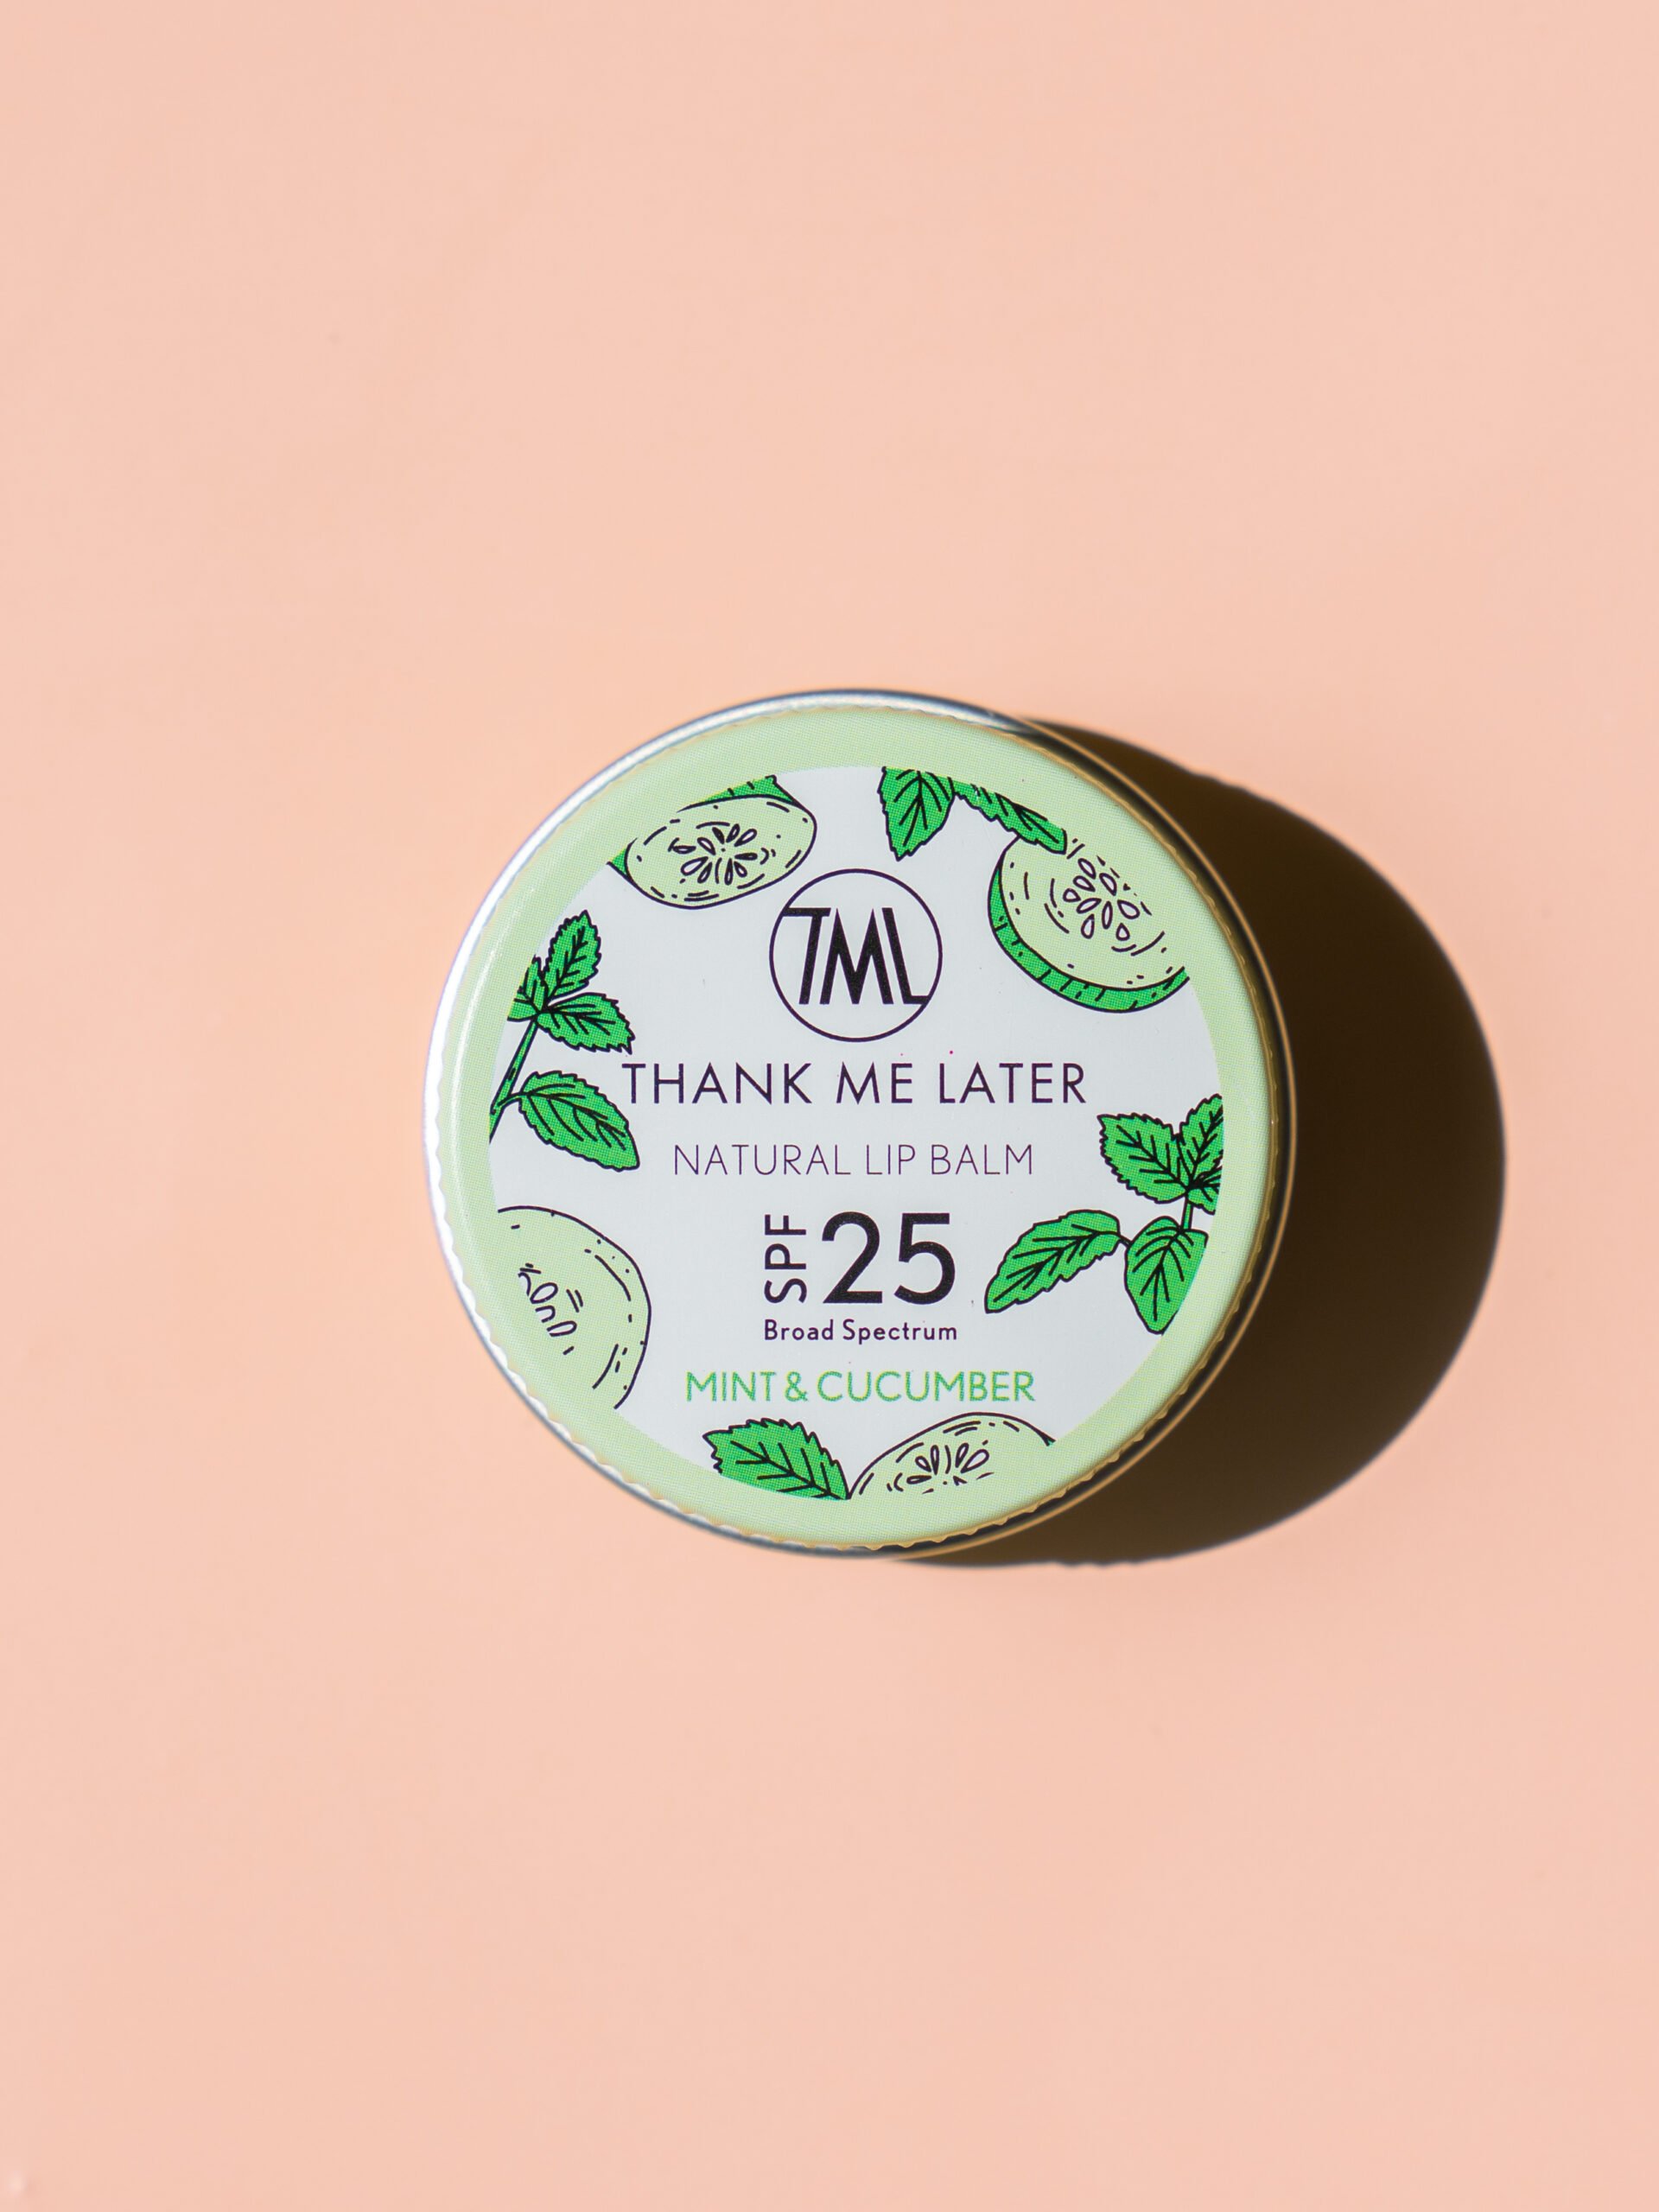 TML
THANK ME LATER
NATURAL LIP BALM
SPF 25
Broad Spectrum
MINT & CUCUMBER